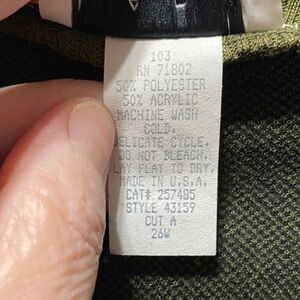 103
RN 71802
50% POLYESTER
50% ACRYLIC
MACHINE WASH
COLD.
DELICATE CYCLE.
DO NOT BLEACH.
LAY FLAT TO DRY.
MADE IN U.S.A.
CAT# 257485
STYLE 43159
CUT A
26W